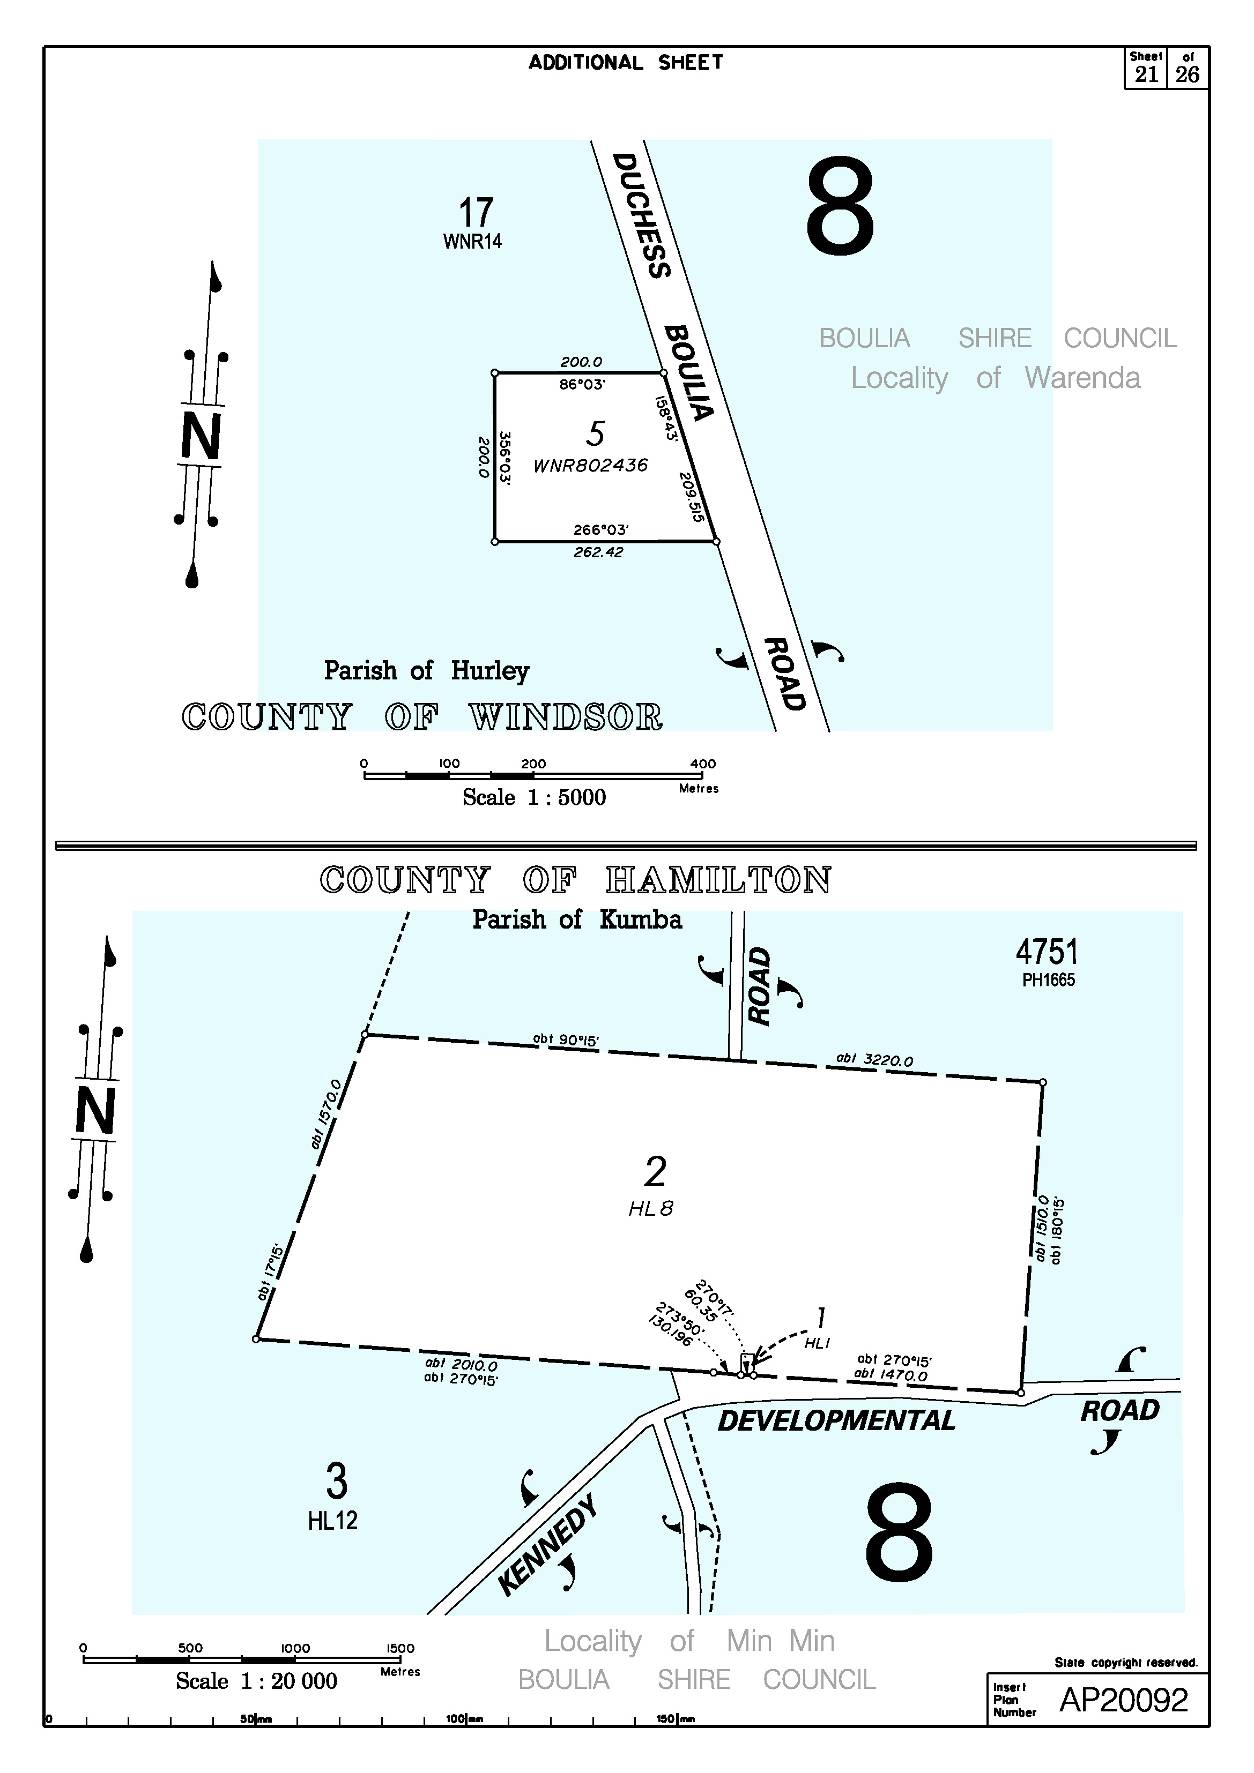 ADDITIONAL SHEET
Sheet of
21 26
DUCHESS BOULIA ROAD
8
17
WNR14
BOULIA SHIRE COUNCIL
Locality of Warenda
200.0
86°03'
158°43'
209.515
5
WNR802436
356°03'
200.0
266°03'
262.42
N
Parish of Hurley
COUNTY OF WINDSOR
0 100 200 400
Metres
Scale 1 : 5000
COUNTY OF HAMILTON
Parish of Kumba
ROAD
4751
PH1665
abt 90°15'
abt 3220.0
abt 1570.0
abt 17°15'
N
2
HL8
abt 1510.0
abt 180°15'
270°17'
60.35
273°50'
130.196
1
HL1
abt 2010.0
abt 270°15'
abt 270°15'
abt 1470.0
KENNEDY DEVELOPMENTAL ROAD
3
HL12
8
Locality of Min Min
BOULIA SHIRE COUNCIL
0 500 1000 1500
Metres
Scale 1 : 20 000
State copyright reserved.
Insert
Plan
Number
AP20092
0 50mm 100mm 150mm